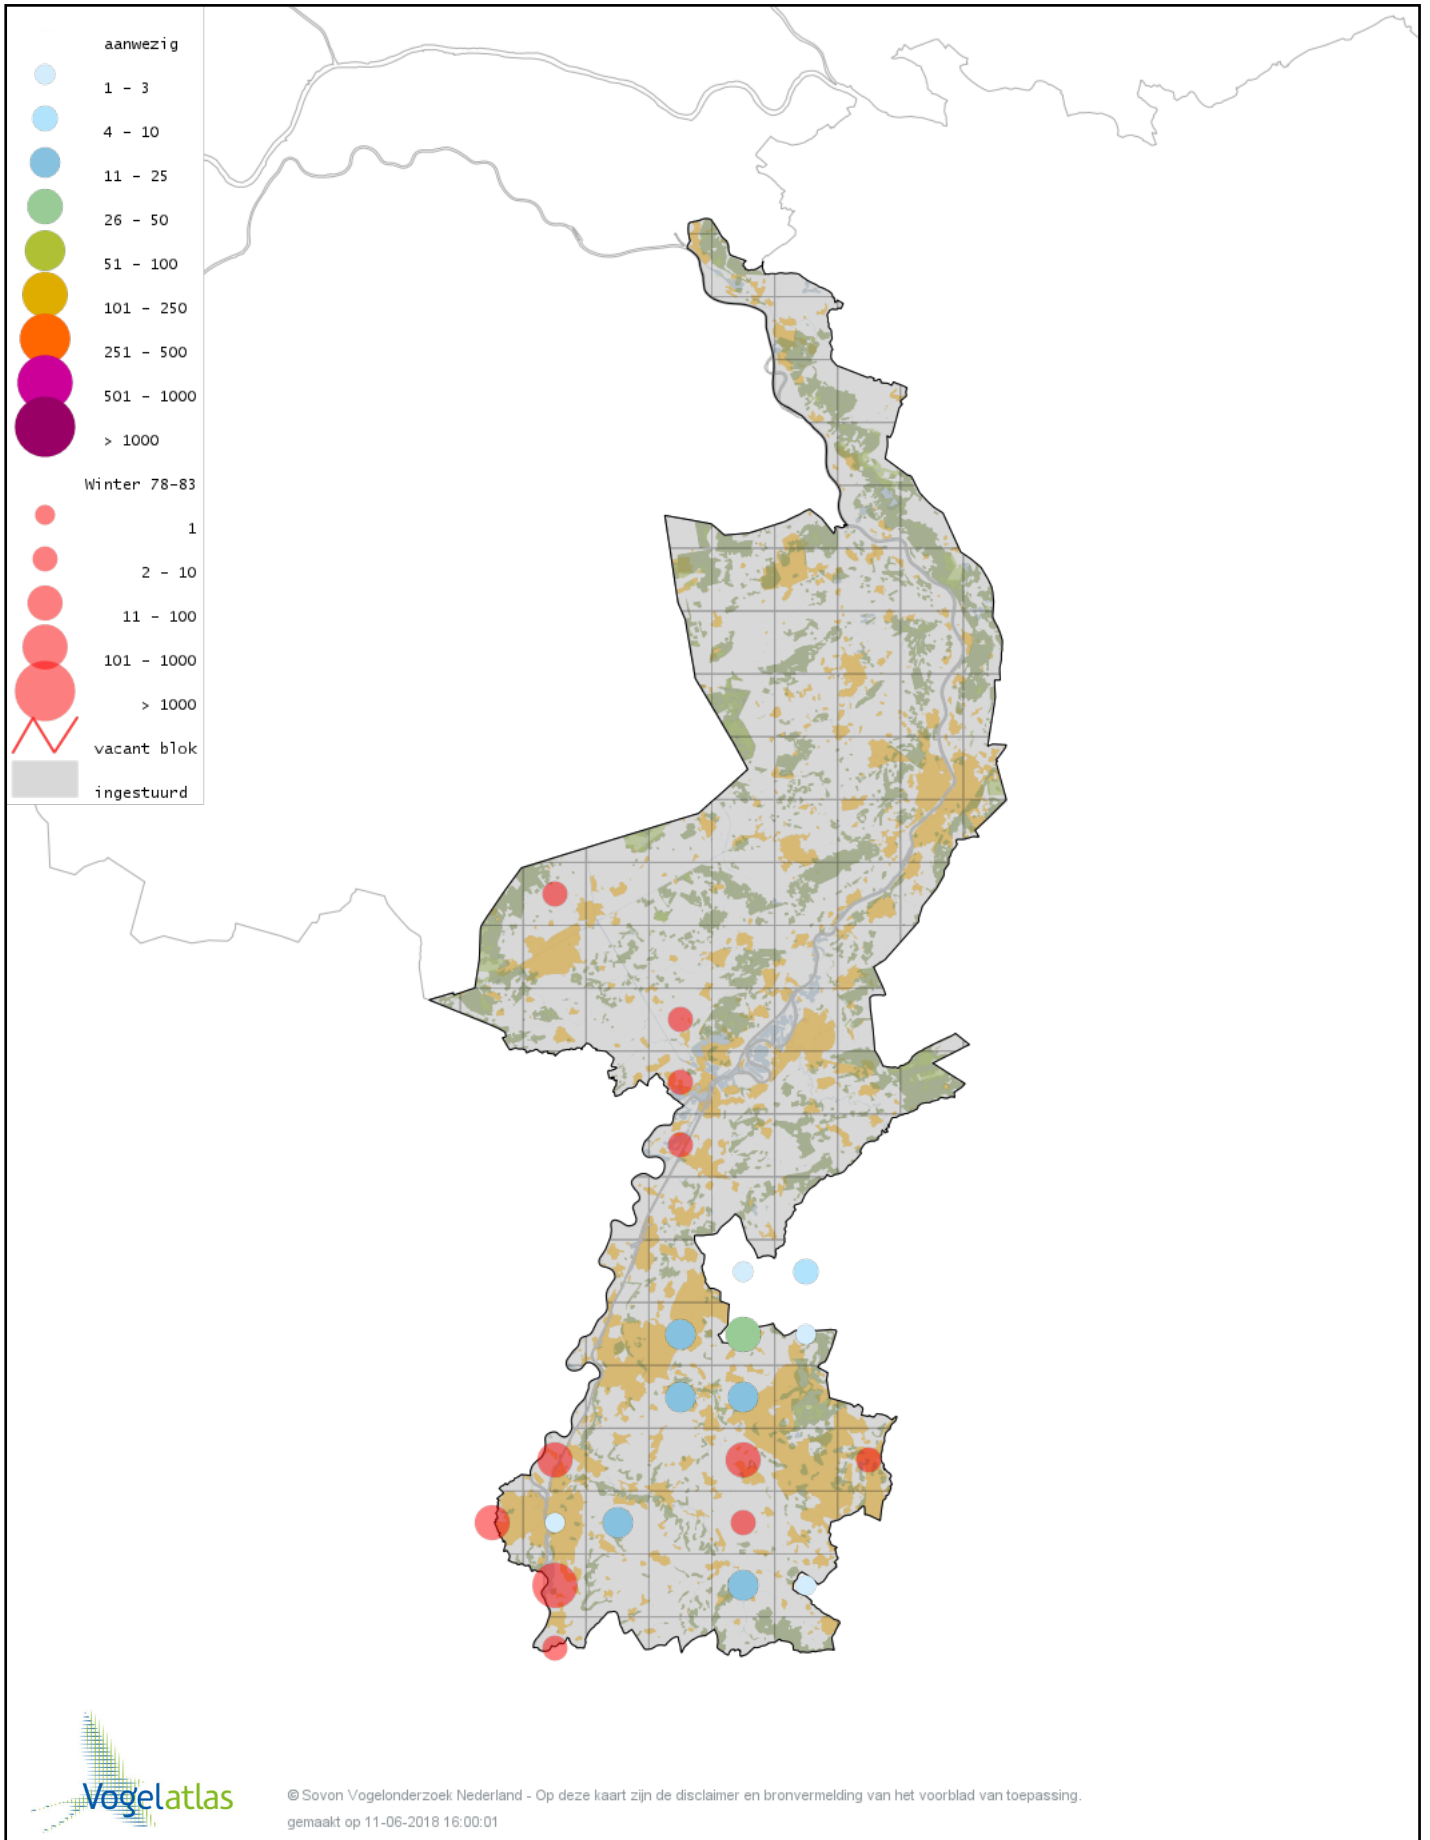 aanwezig
1 - 3
4 - 10
11 - 25
26 - 50
51 - 100
101 - 250
251 - 500
501 - 1000
> 1000
Winter 78-83
1
2 - 10
11 - 100
101 - 1000
> 1000
vacant blok
ingestuurd
Vogelatlas
© Sovon Vogelonderzoek Nederland - Op deze kaart zijn de disclaimer en bronvermelding van het voorblad van toepassing.
gemaakt op 11-06-2018 16:00:01